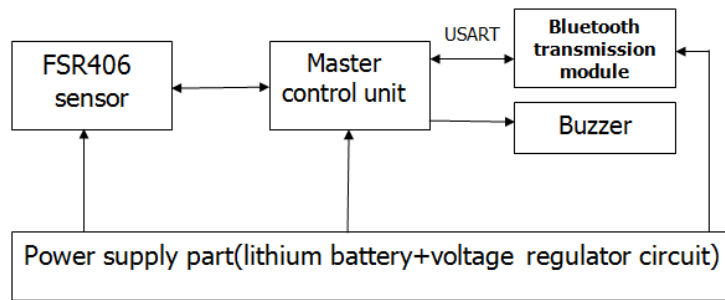 FSR406
sensor
Master
control unit
USART
Bluetooth
transmission
module
Buzzer
Power supply part(lithium battery+voltage regulator circuit)